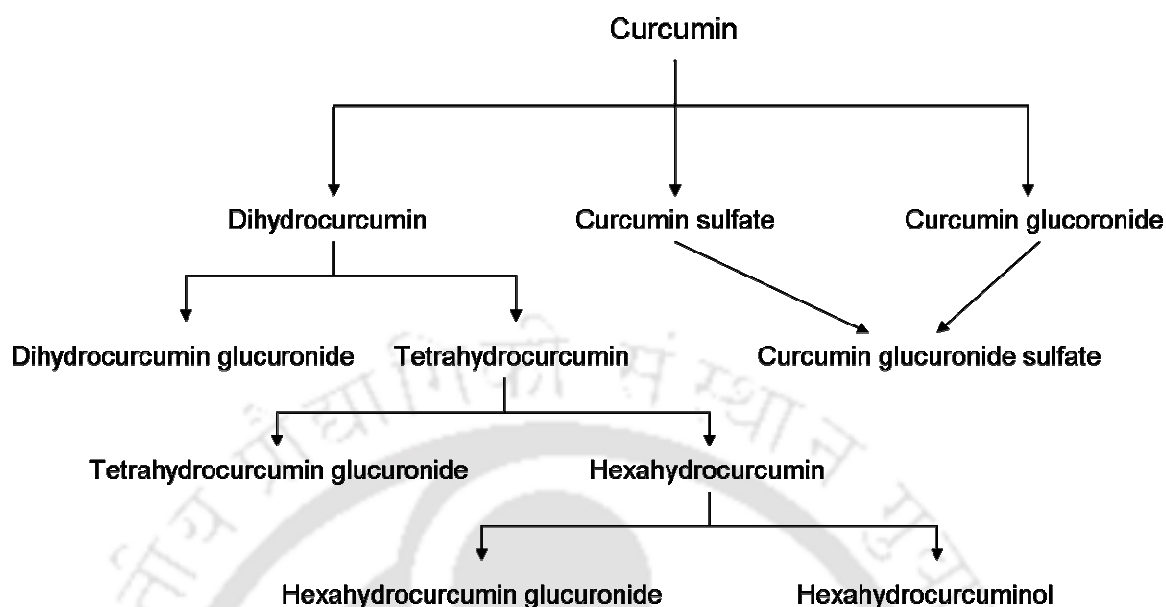 Curcumin
Dihydrocurcumin Curcumin sulfate Curcumin glucoronide
Dihydrocurcumin glucuronide Tetrahydrocurcumin Curcumin glucuronide sulfate
Tetrahydrocurcumin glucuronide Hexahydrocurcumin
Hexahydrocurcumin glucuronide Hexahydrocurcuminol